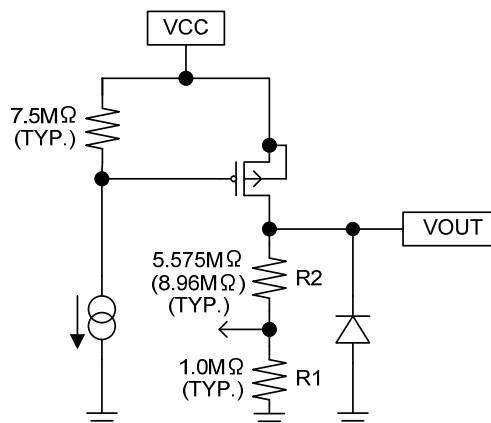 VCC
7.5MΩ
(TYP.)
VOUT
5.575MΩ
(8.96MΩ)
(TYP.)
R2
1.0MΩ
(TYP.)
R1